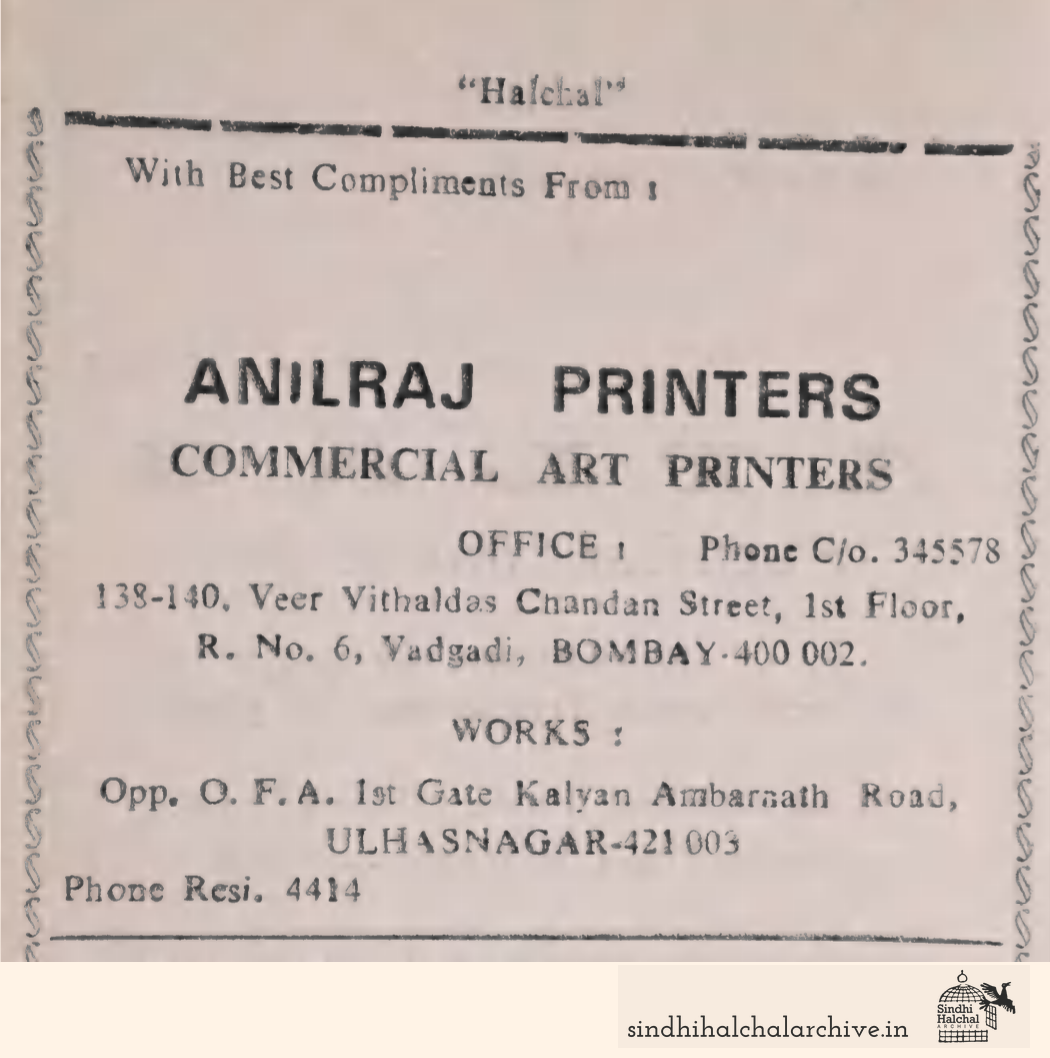 "Halchal"
With Best Compliments From :
ANILRAJ PRINTERS
COMMERCIAL ART PRINTERS
OFFICE : Phone C/o. 345578
138-140, Veer Vithaldas Chandan Street, 1st Floor,
R. No. 6, Vadgadi, BOMBAY-400 002.
WORKS :
Opp. O. F. A. 1st Gate Kalyan Ambarnath Road,
ULHASNAGAR-421 003
Phone Resi. 4414
sindhihalchalarchive.in
Sindhi
Halchal
ARCHIVE